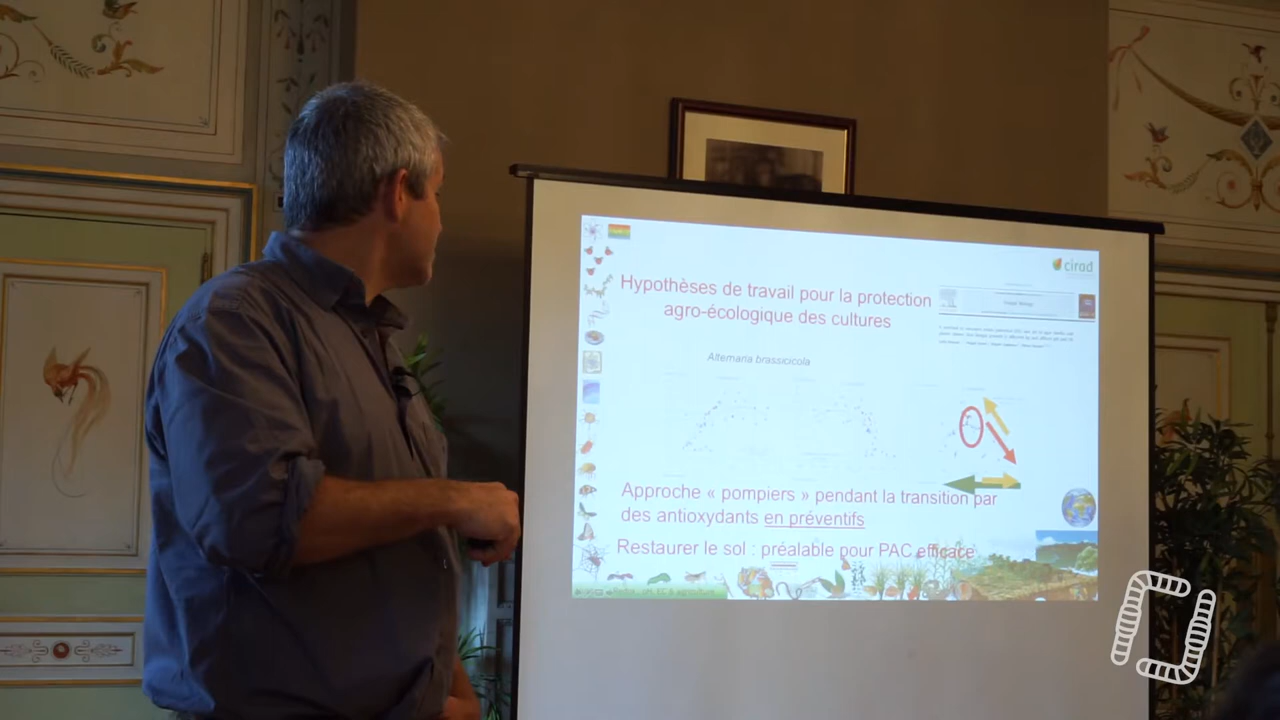 cirad
Hypothèses de travail pour la protection
agro-écologique des cultures
Alternaria brassicicola
Approche « pompiers » pendant la transition par
des antioxydants en préventifs
Restaurer le sol : préalable pour PAC efficace